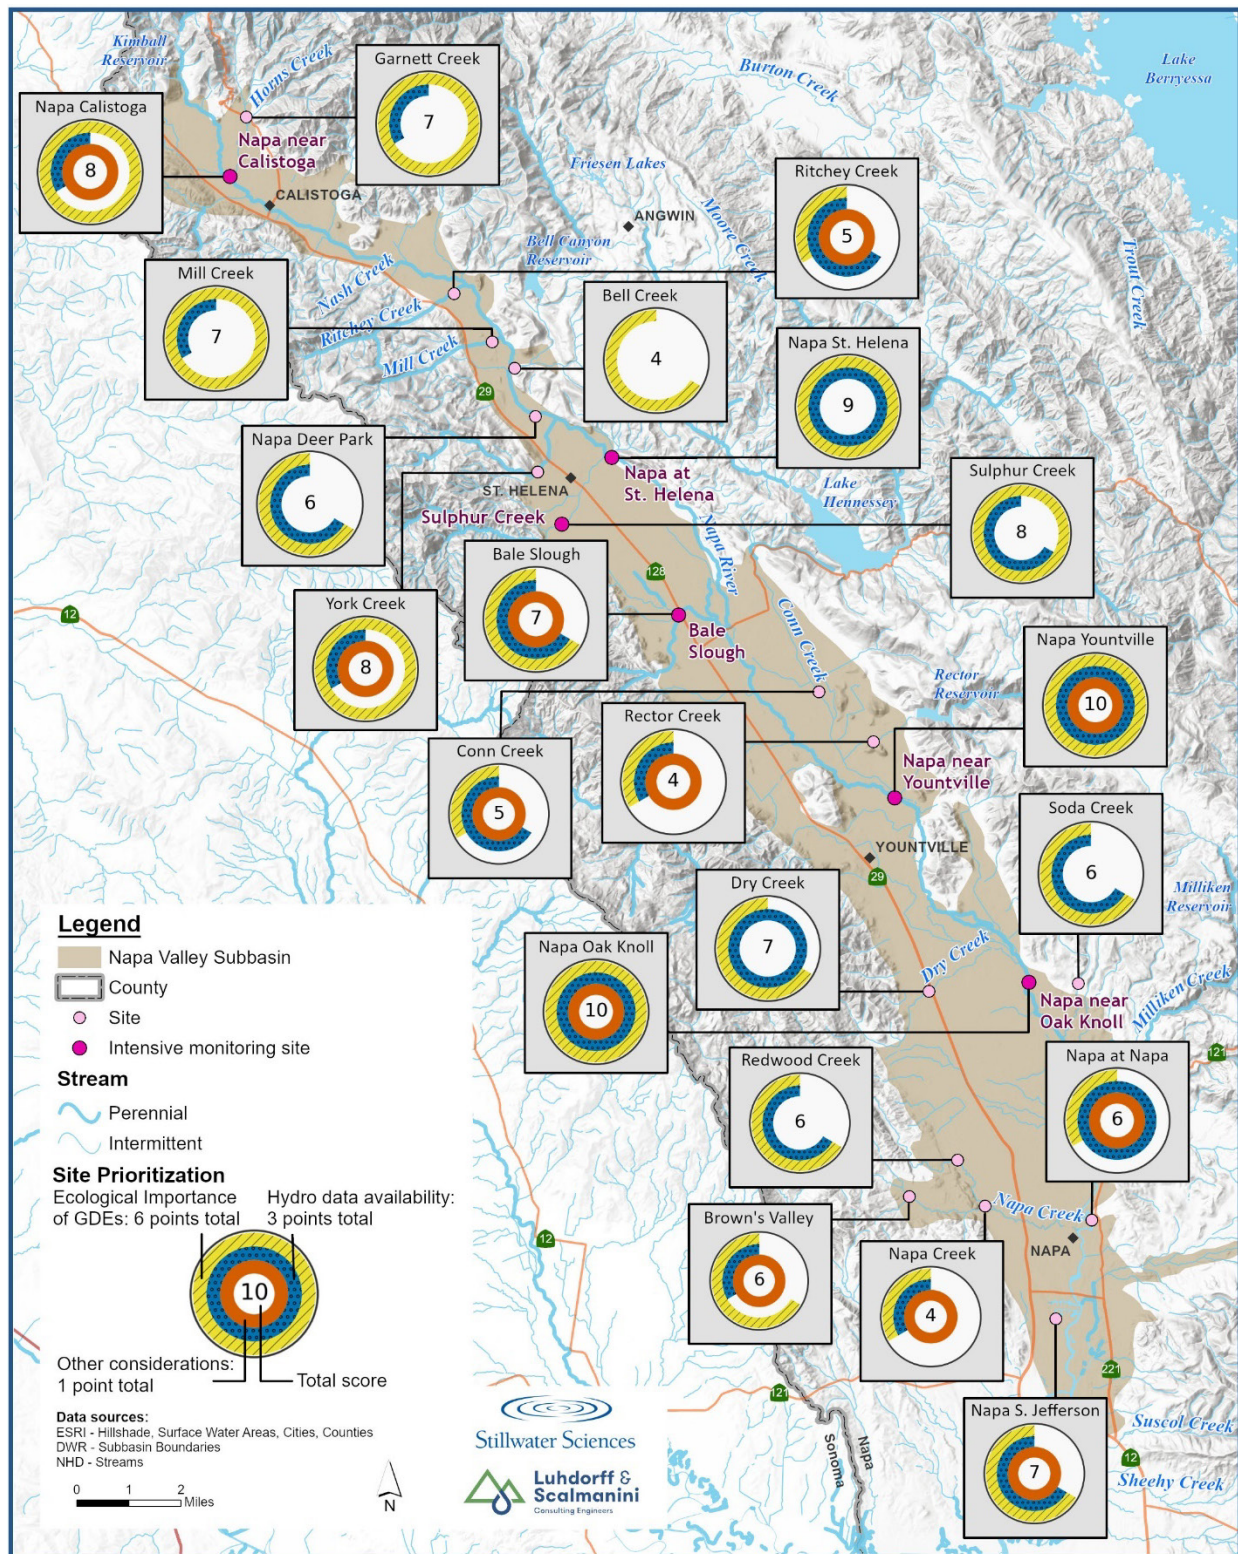 Kimball
Reservoir
Horns Creek
Garnett Creek
7
Burton Creek
Lake
Berryessa
Napa Calistoga
8
Napa near
Calistoga
CALISTOGA
Friesen Lakes
Ritchey Creek
5
ANGWIN
Moore Creek
Bell Canyon
Reservoir
Trout Creek
Mill Creek
7
Nash Creek
Ritchey Creek
Mill Creek
Bell Creek
4
Napa St. Helena
9
29
Napa Deer Park
6
ST. HELENA
Napa at
St. Helena
Lake
Hennessey
Sulphur Creek
8
Sulphur Creek
Napa River
Bale Slough
7
128
12
York Creek
8
Bale
Slough
Conn Creek
Napa Yountville
10
Rector
Reservoir
Rector Creek
4
Conn Creek
5
Napa near
Yountville
Soda Creek
6
YOUNTVILLE
29
Dry Creek
7
Milliken
Reservoir
Napa Oak Knoll
10
Dry Creek
Napa near
Oak Knoll
Milliken Creek
121
Redwood Creek
6
Napa at Napa
6
Brown's Valley
6
Napa Creek
4
Napa Creek
NAPA
12
221
121
Napa S. Jefferson
7
Suscol Creek
12
Sheehy Creek
Sonoma
Napa
Legend
Napa Valley Subbasin
County
Site
Intensive monitoring site
Stream
Perennial
Intermittent
Site Prioritization
Ecological Importance
of GDEs: 6 points total
Hydro data availability:
3 points total
10
Other considerations:
1 point total
Total score
Data sources:
ESRI - Hillshade, Surface Water Areas, Cities, Counties
DWR - Subbasin Boundaries
NHD - Streams
0 1 2
Miles
N
Stillwater Sciences
Luhdorff &
Scalmanini
Consulting Engineers